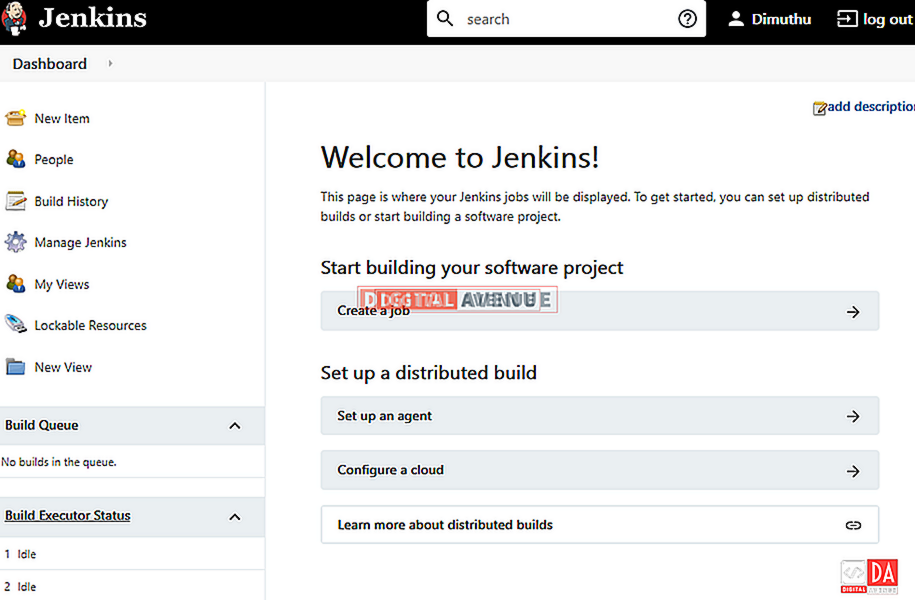 Jenkins
search
Dimuthu
log out
Dashboard
New Item
People
Build History
Manage Jenkins
My Views
Lockable Resources
New View
Build Queue
No builds in the queue.
Build Executor Status
1 Idle
2 Idle
add description
Welcome to Jenkins!
This page is where your Jenkins jobs will be displayed. To get started, you can set up distributed
builds or start building a software project.
Start building your software project
DIGITAL AVENUE
Create a job
Set up a distributed build
Set up an agent
Configure a cloud
Learn more about distributed builds
DA
DIGITAL AVENUE